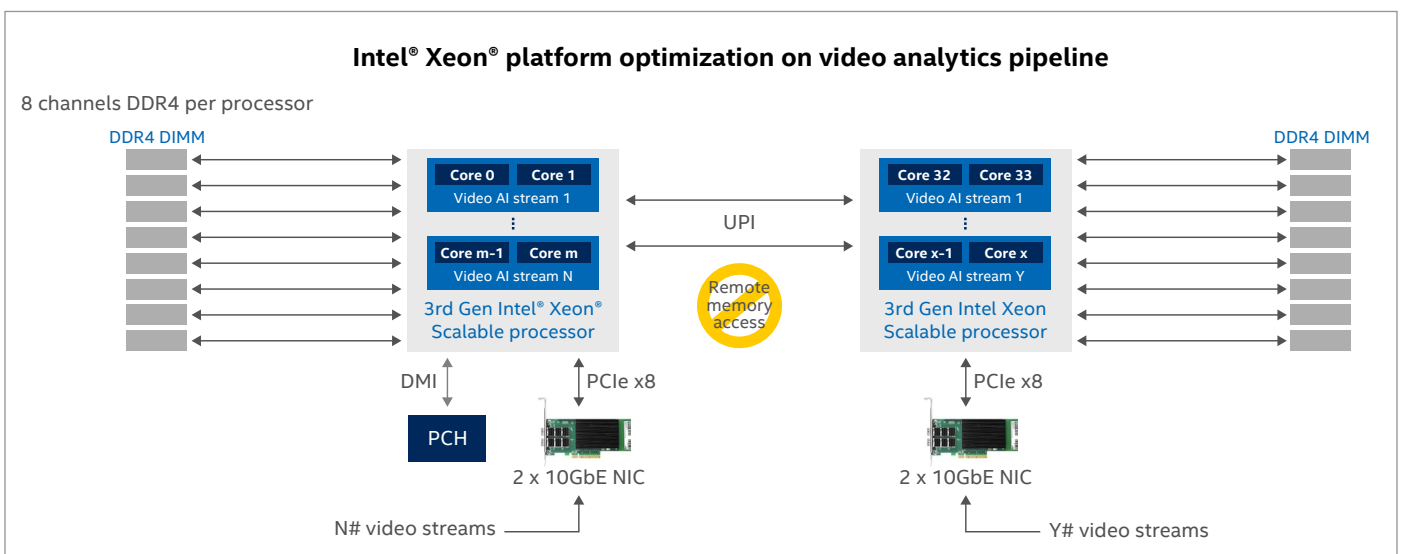 Intel® Xeon® platform optimization on video analytics pipeline
8 channels DDR4 per processor
DDR4 DIMM
DDR4 DIMM
Core 0
Core 1
Video AI stream 1
Core m-1
Core m
Video AI stream N
3rd Gen Intel® Xeon®
Scalable processor
UPI
Remote
memory
access
Core 32
Core 33
Video AI stream 1
Core x-1
Core x
Video AI stream Y
3rd Gen Intel Xeon
Scalable processor
DMI
PCIe x8
PCIe x8
PCH
2 x 10GbE NIC
2 x 10GbE NIC
N# video streams
Y# video streams